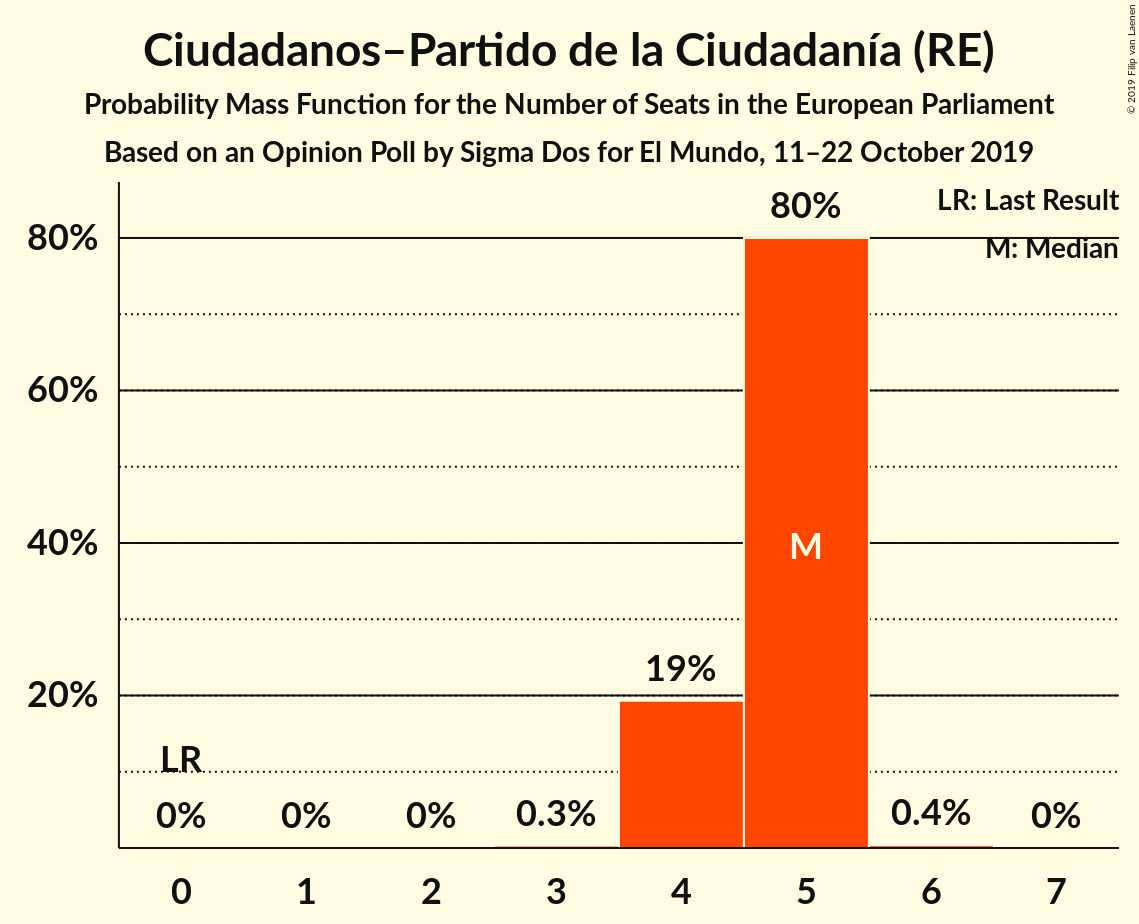 Ciudadanos–Partido de la Ciudadanía (RE)
Probability Mass Function for the Number of Seats in the European Parliament
Based on an Opinion Poll by Sigma Dos for El Mundo, 11–22 October 2019
© 2019 Filip van Laenen
LR: Last Result
M: Median
80%
60%
40%
20%
LR
0%
0%
0%
0.3%
19%
80%
M
0.4%
0%
0 1 2 3 4 5 6 7